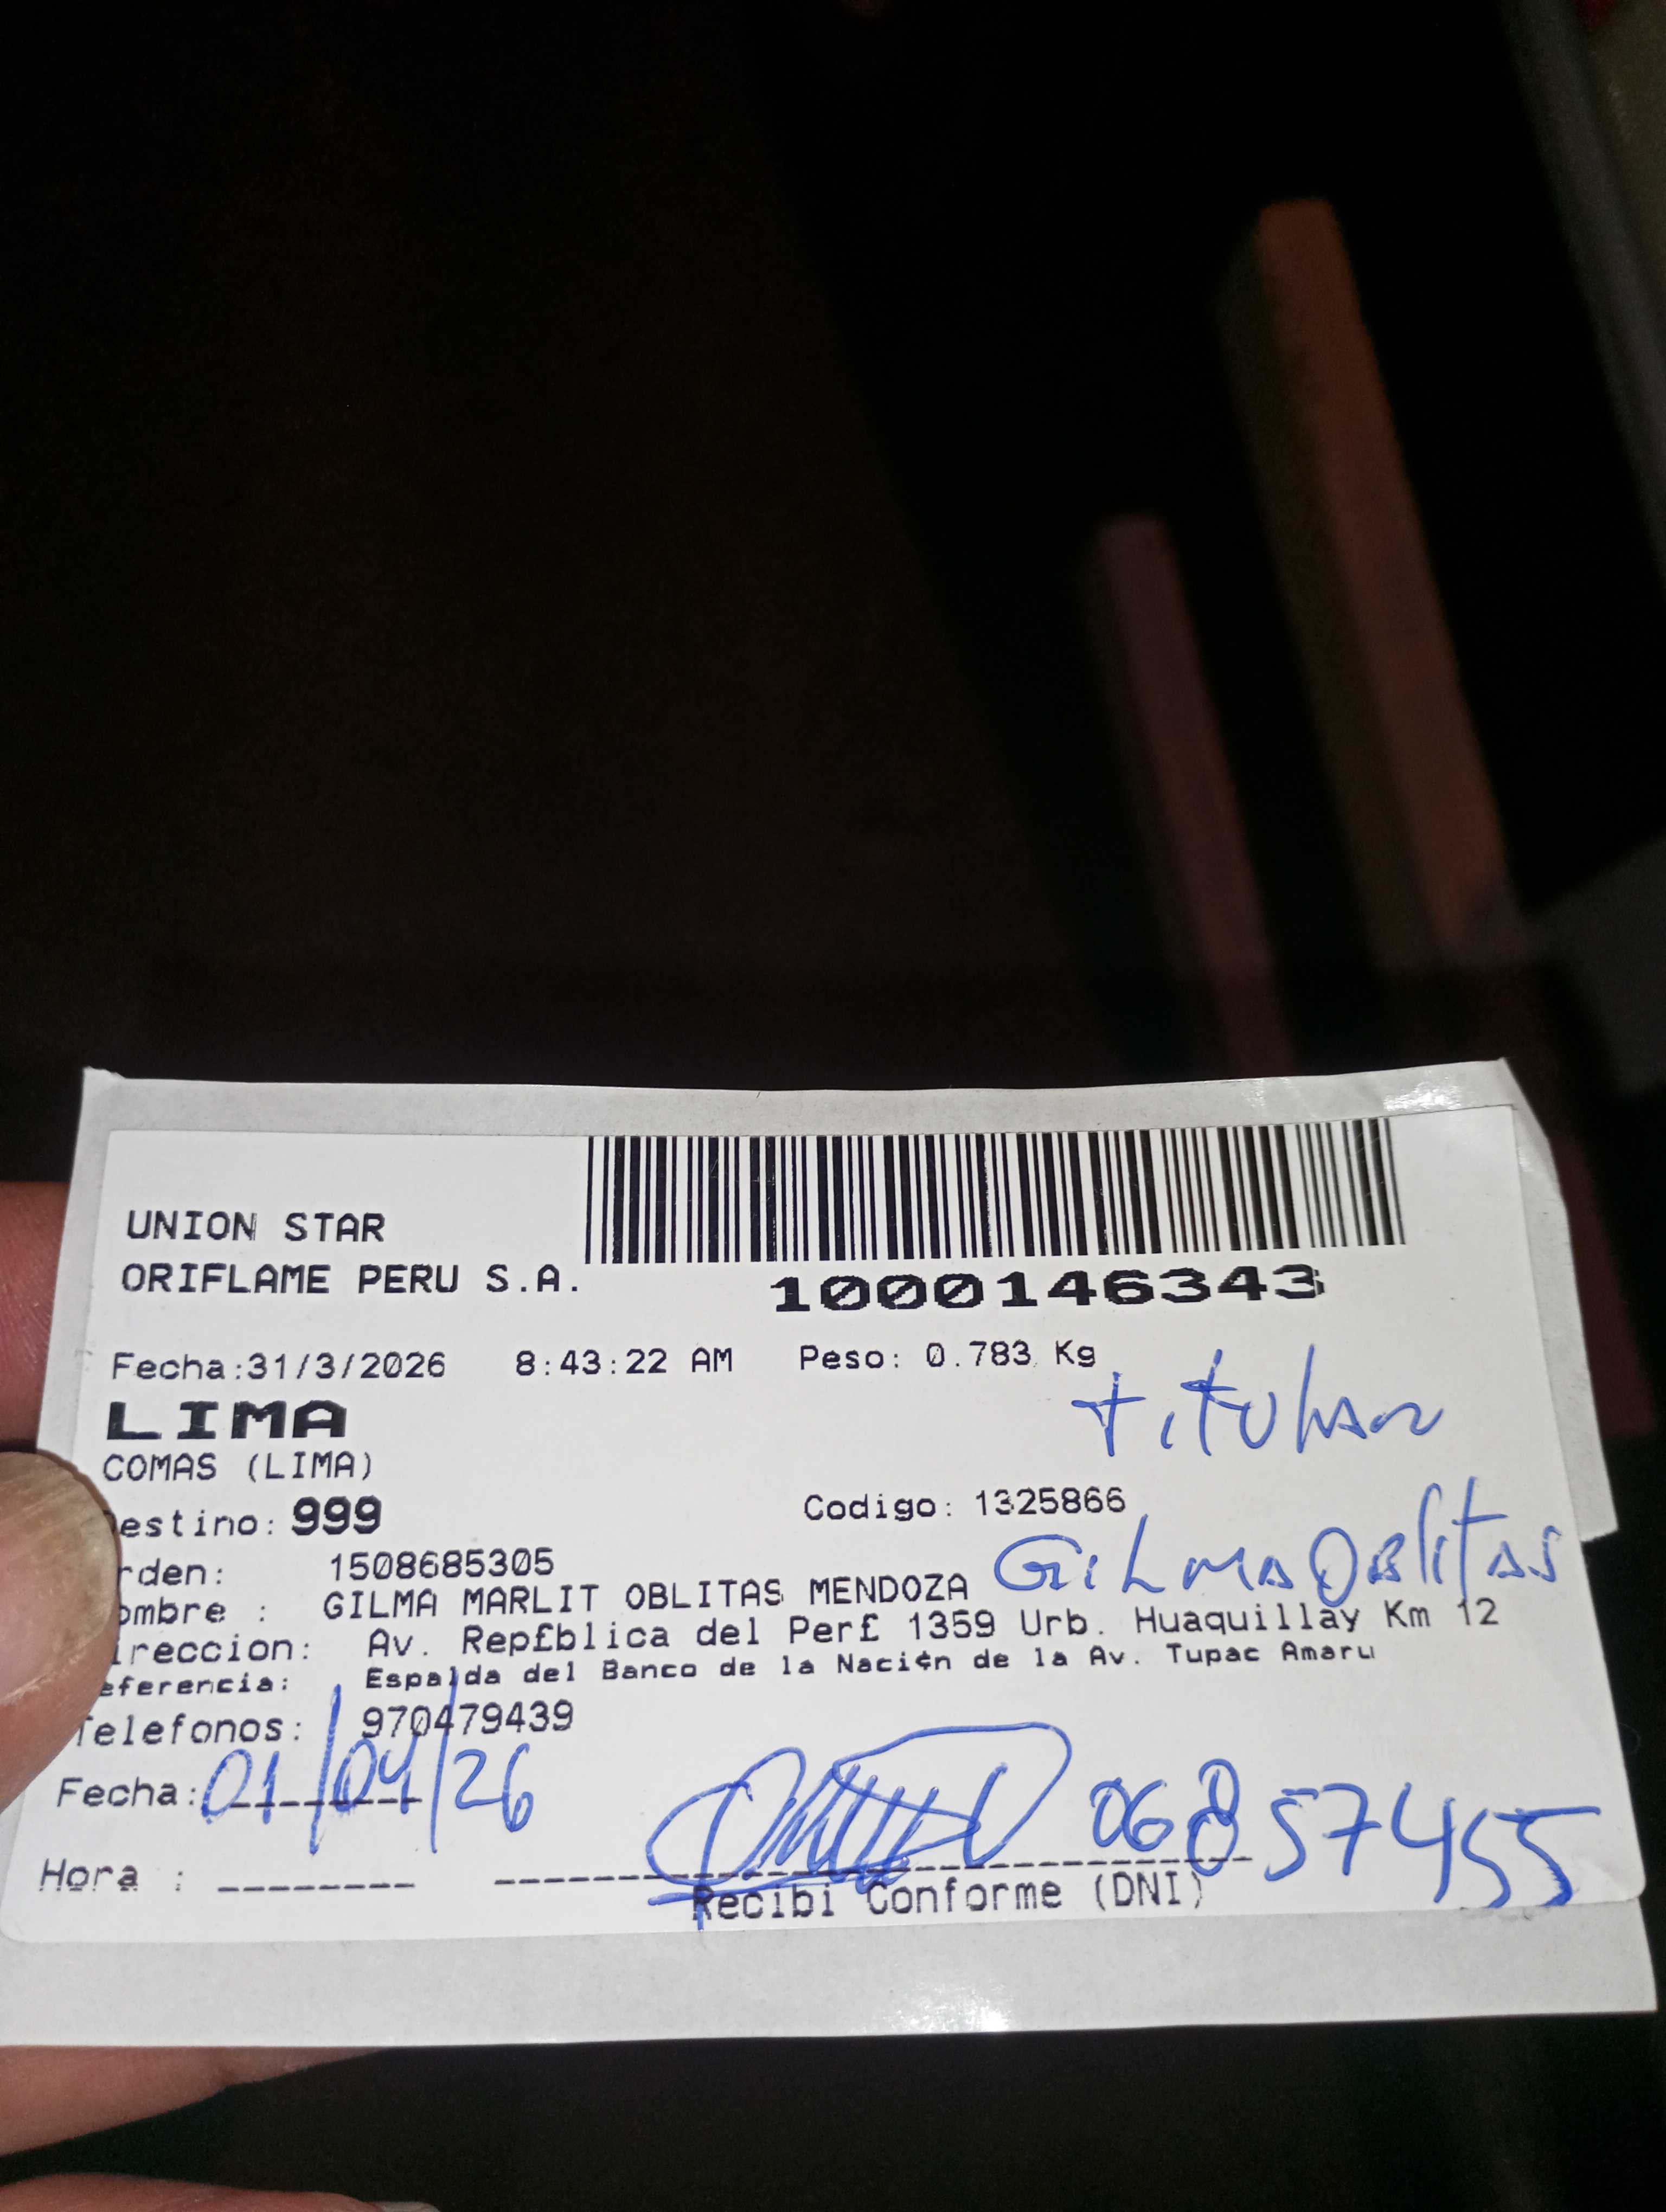 UNION STAR
ORIFLAME PERU S.A.
1000146343
Fecha:31/3/2026 8:43:22 AM Peso: 0.783 Kg
LIMA
titular
COMAS (LIMA)
estino: 999 Codigo: 1325866
rden: 1508685305
ombre : GILMA MARLIT OBLITAS MENDOZA Gilma Oblitas
ireccion: Av. Rep£blica del Per£ 1359 Urb. Huaquillay Km 12
eferencia: Espalda del Banco de la Naci¢n de la Av. Tupac Amaru
Telefonos: 970479439
Fecha: 01/04/26
06857455
Hora :
Recibi Conforme (DNI)